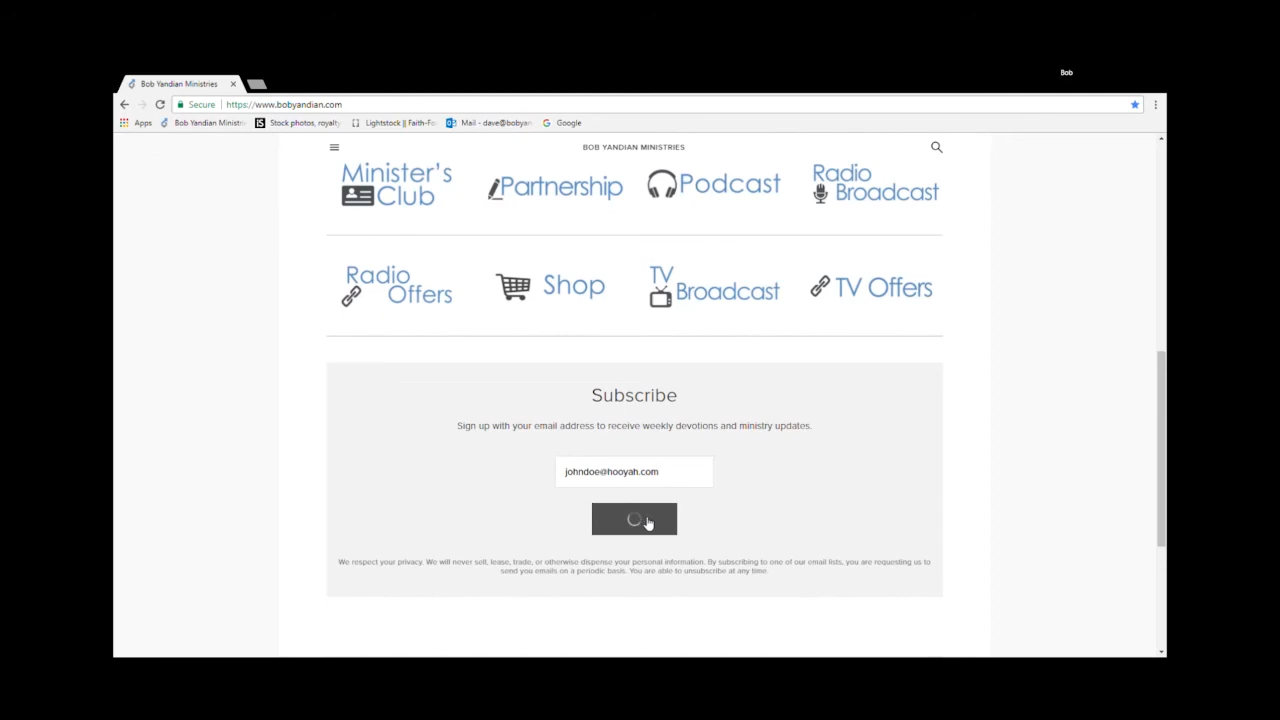 Bob
Bob Yandian Ministries
Secure
https://www.bobyandian.com
Apps
Bob Yandian Ministri
Stock photos, royalty
Lightstock || Faith-Fo
Mail - dave@bobyan
Google
BOB YANDIAN MINISTRIES
Minister's
Club
Partnership
Podcast
Radio
Broadcast
Radio
Offers
Shop
TV
Broadcast
TV Offers
Subscribe
Sign up with your email address to receive weekly devotions and ministry updates.
johndoe@hooyah.com
We respect your privacy. We will never sell, lease, trade, or otherwise dispense your personal information. By subscribing to one of our email lists, you are requesting us to
send you emails on a periodic basis. You are able to unsubscribe at any time.